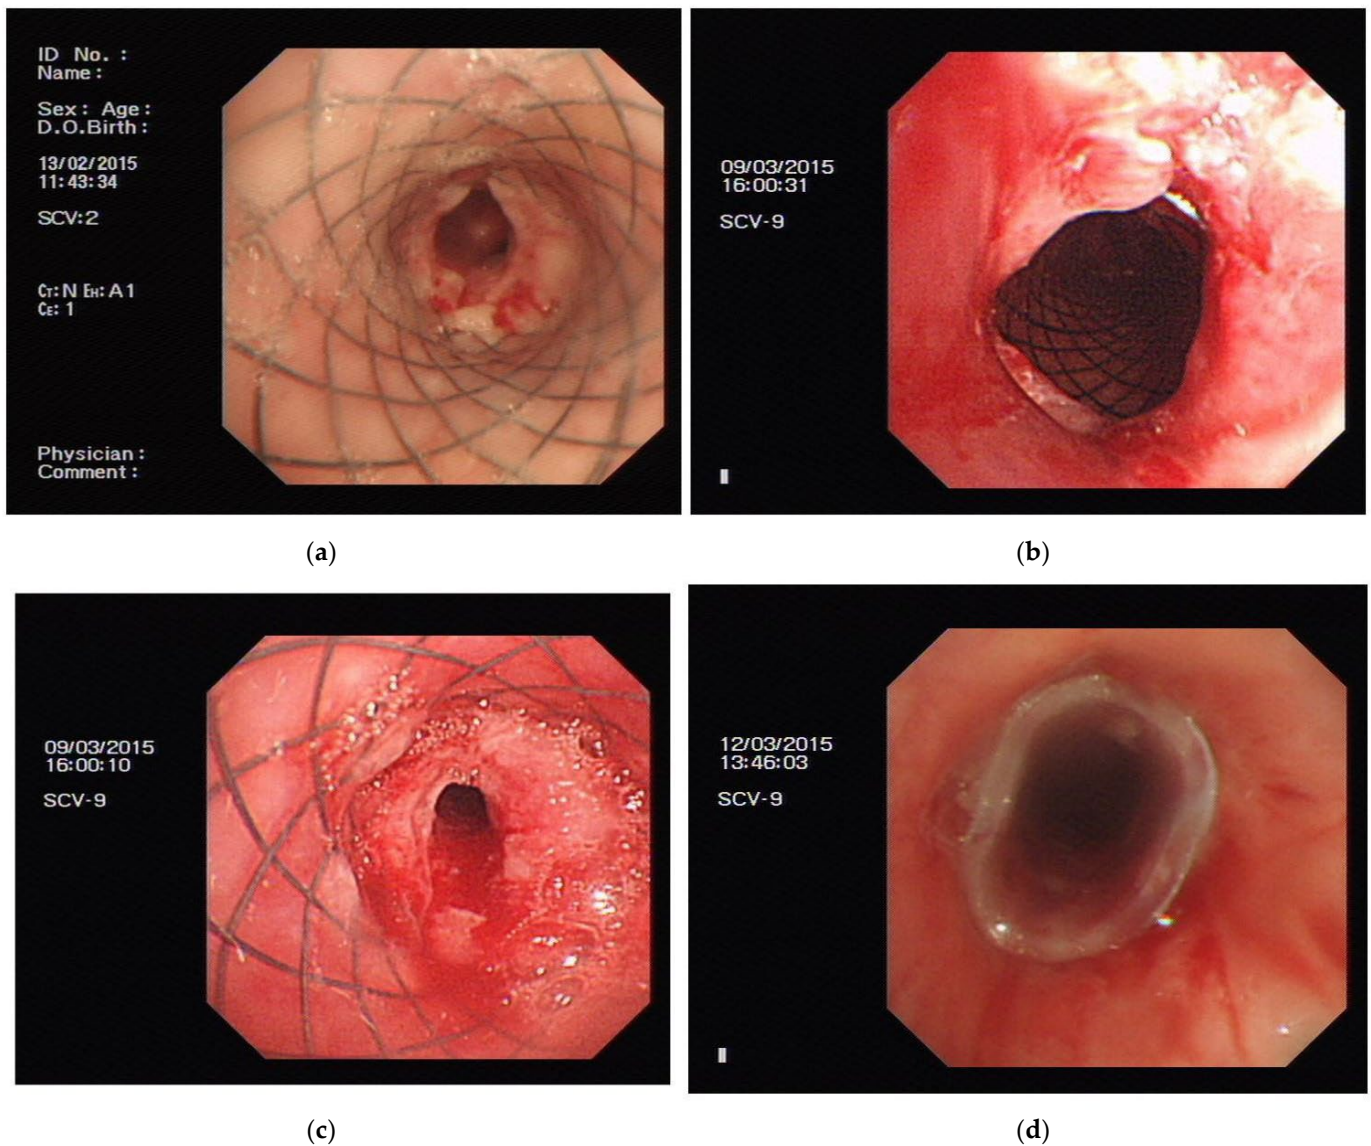 ID No. :
Name :
Sex : Age :
D.O.Birth :
13/02/2015
11:43:34
SCV:2
CT:N EH:A1
CE:1
Physician :
Comment :
(a)
09/03/2015
16:00:31
SCV-9
(b)
09/03/2015
16:00:10
SCV-9
(c)
12/03/2015
13:46:03
SCV-9
(d)